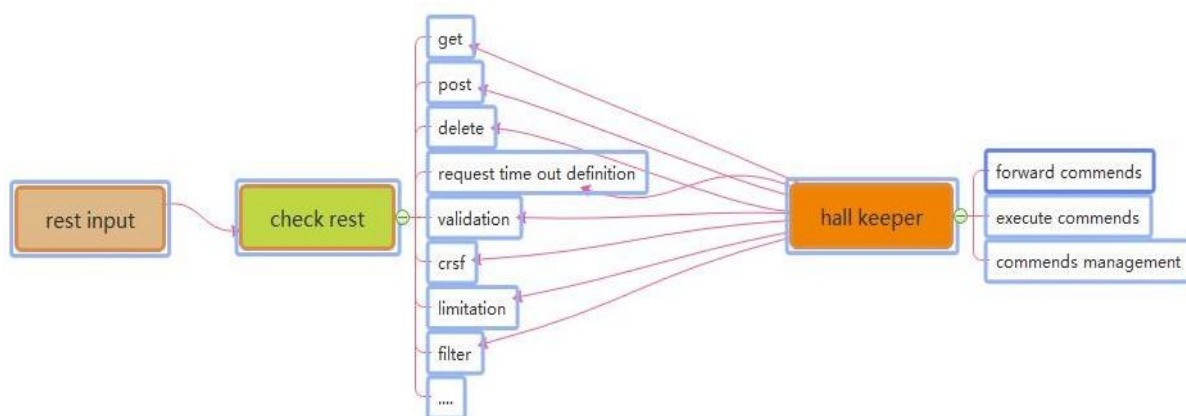 rest input
check rest
get
post
delete
request time out definition
validation
crsf
limitation
filter
....
hall keeper
forward commends
execute commends
commends management